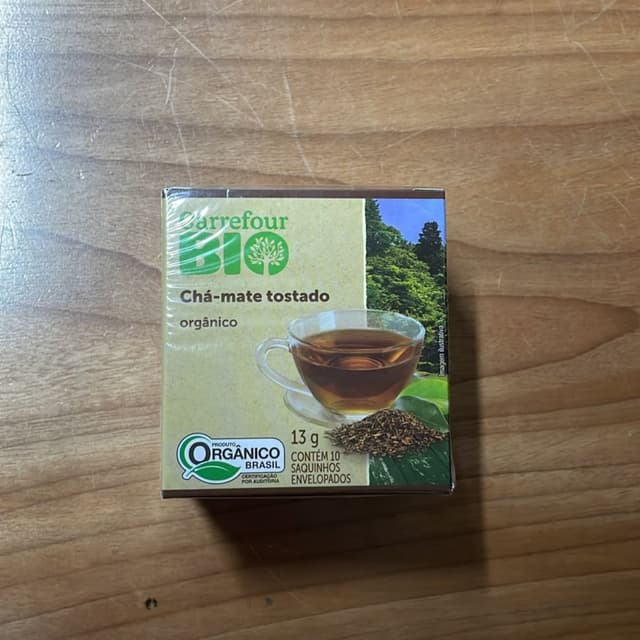 Carrefour
BIO
Chá-mate tostado
orgânico
Imagem ilustrativa
13 g
CONTÉM 10
SAQUINHOS
ENVELOPADOS
PRODUTO
ORGÂNICO
BRASIL
CERTIFICAÇÃO
POR AUDITORIA